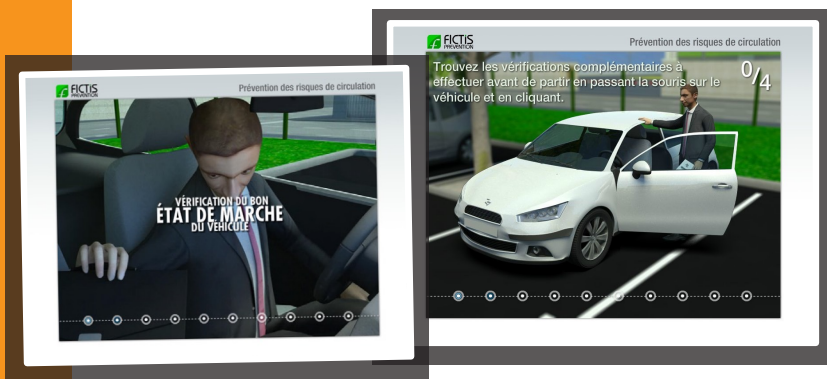 FICTIS
PRÉVENTION
Prévention des risques de circulation
VÉRIFICATION DU BON
ÉTAT DE MARCHE
DU VÉHICULE
FICTIS
PRÉVENTION
Prévention des risques de circulation
Trouvez les vérifications complémentaires à
effectuer avant de partir en passant la souris sur le
véhicule et en cliquant.
0/4